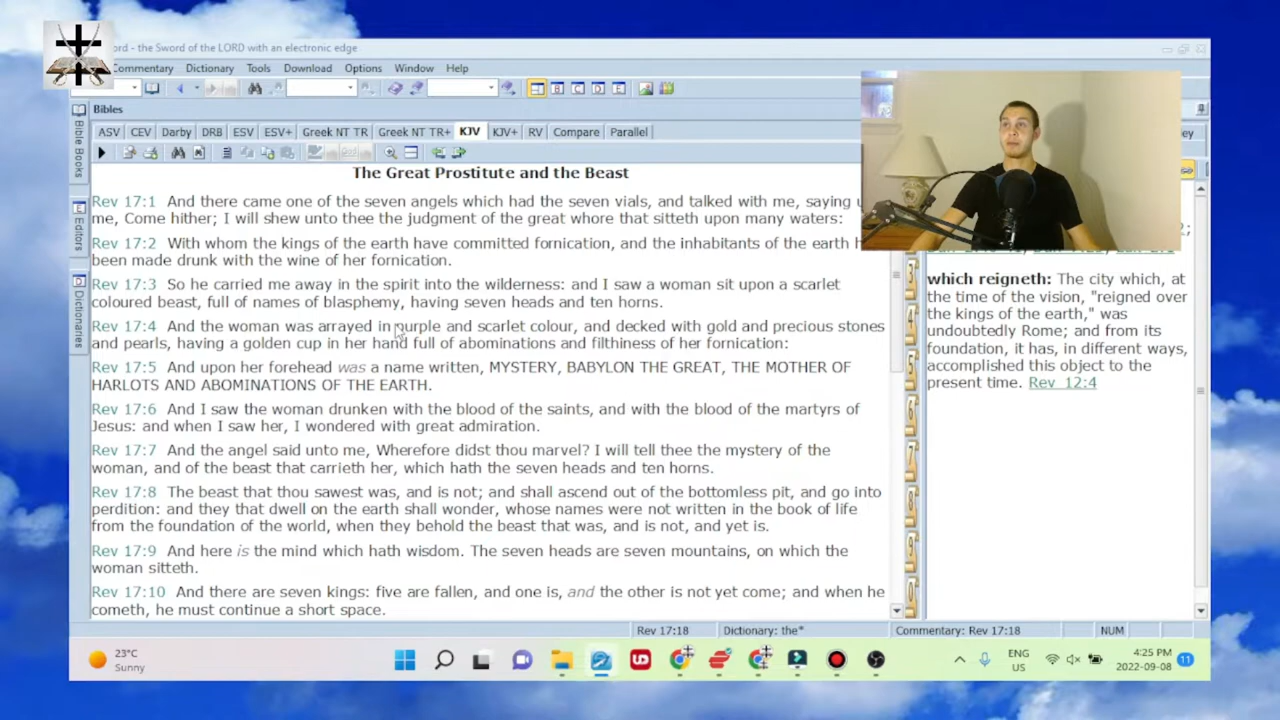 ord - the Sword of the LORD with an electronic edge
Commentary Dictionary Tools Download Options Window Help
B C D E
Bibles
ASV CEV Darby DRB ESV ESV+ Greek NT TR Greek NT TR+ KJV KJV+ RV Compare Parallel
Bible Books
Editors
Dictionaries
The Great Prostitute and the Beast
Rev 17:1 And there came one of the seven angels which had the seven vials, and talked with me, saying
me, Come hither; I will shew unto thee the judgment of the great whore that sitteth upon many waters:
Rev 17:2 With whom the kings of the earth have committed fornication, and the inhabitants of the earth
been made drunk with the wine of her fornication.
Rev 17:3 So he carried me away in the spirit into the wilderness: and I saw a woman sit upon a scarlet
coloured beast, full of names of blasphemy, having seven heads and ten horns.
Rev 17:4 And the woman was arrayed in purple and scarlet colour, and decked with gold and precious stones
and pearls, having a golden cup in her hand full of abominations and filthiness of her fornication:
Rev 17:5 And upon her forehead was a name written, MYSTERY, BABYLON THE GREAT, THE MOTHER OF
HARLOTS AND ABOMINATIONS OF THE EARTH.
Rev 17:6 And I saw the woman drunken with the blood of the saints, and with the blood of the martyrs of
Jesus: and when I saw her, I wondered with great admiration.
Rev 17:7 And the angel said unto me, Wherefore didst thou marvel? I will tell thee the mystery of the
woman, and of the beast that carrieth her, which hath the seven heads and ten horns.
Rev 17:8 The beast that thou sawest was, and is not; and shall ascend out of the bottomless pit, and go into
perdition: and they that dwell on the earth shall wonder, whose names were not written in the book of life
from the foundation of the world, when they behold the beast that was, and is not, and yet is.
Rev 17:9 And here is the mind which hath wisdom. The seven heads are seven mountains, on which the
woman sitteth.
Rev 17:10 And there are seven kings: five are fallen, and one is, and the other is not yet come; and when he
cometh, he must continue a short space.
which reigneth: The city which, at
the time of the vision, "reigned over
the kings of the earth," was
undoubtedly Rome; and from its
foundation, it has, in different ways,
accomplished this object to the
present time. Rev 12:4
3
4
5
6
7
8
9
0
Rev 17:18 Dictionary: the* Commentary: Rev 17:18 NUM
23°C
Sunny
UD
ENG
US
4:25 PM
2022-09-08
11